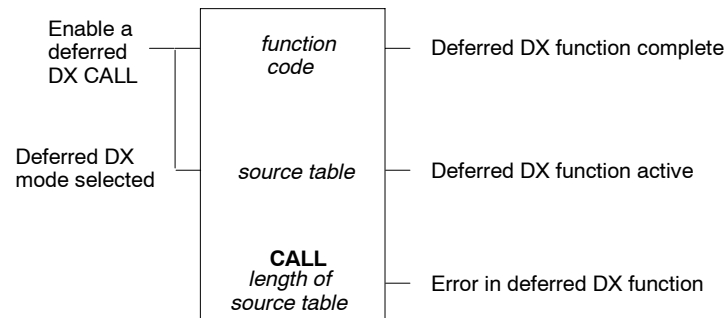 Enable a
deferred
DX CALL
function
code
Deferred DX function complete
Deferred DX
mode selected
source table
Deferred DX function active
CALL
length of
source table
Error in deferred DX function